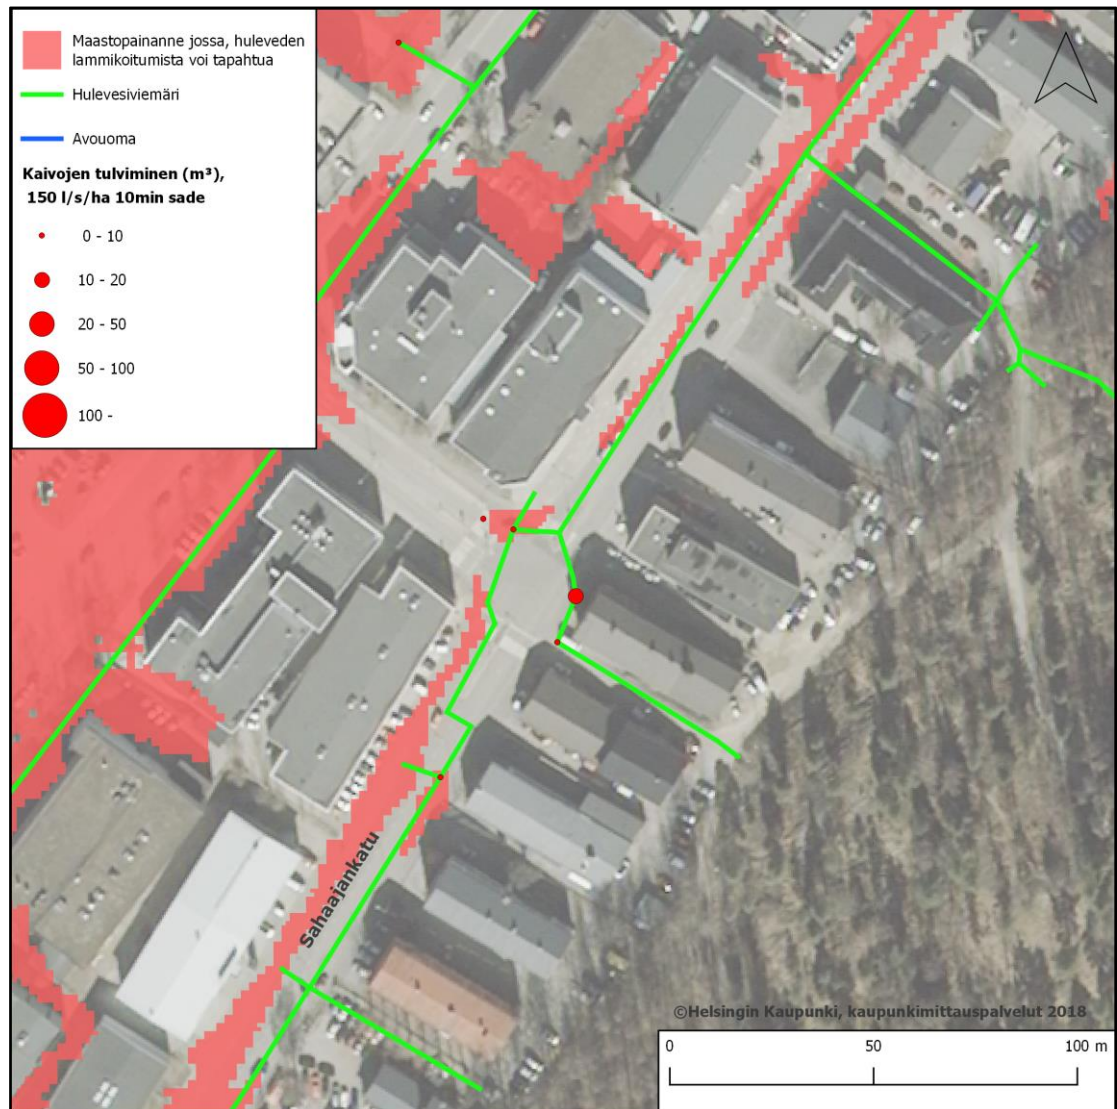 Maastopainanne jossa, huleveden
lammikoitumista voi tapahtua
Hulevesiviemäri
Avouoma
Kaivojen tulviminen (m³),
150 l/s/ha 10min sade
0 - 10
10 - 20
20 - 50
50 - 100
100 -
Sahaajankatu
©Helsingin Kaupunki, kaupunkimittauspalvelut 2018
0 50 100 m